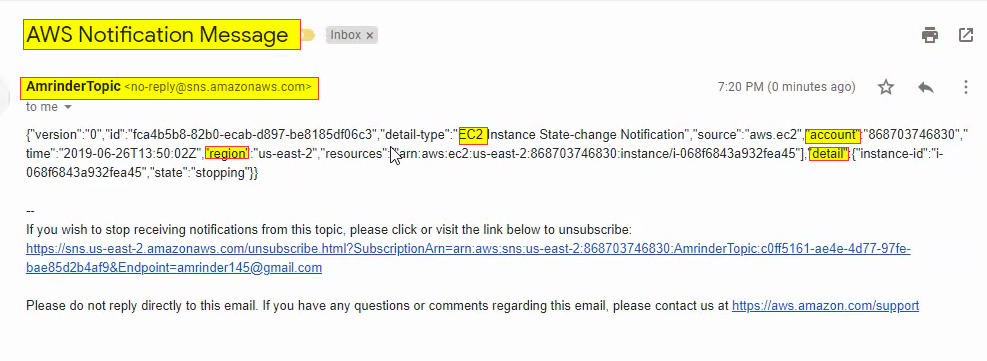 AWS Notification Message
Inbox ×
AmrinderTopic <no-reply@sns.amazonaws.com>
7:20 PM (0 minutes ago)
to me
{"version":"0","id":"fca4b5b8-82b0-ecab-d897-be8185df06c3","detail-type":"EC2 Instance State-change Notification","source":"aws.ec2","account":"868703746830","
time":"2019-06-26T13:50:02Z","region":"us-east-2","resources":["arn:aws:ec2:us-east-2:868703746830:instance/i-068f6843a932fea45"],"detail":{"instance-id":"i-
068f6843a932fea45","state":"stopping"}}
--
If you wish to stop receiving notifications from this topic, please click or visit the link below to unsubscribe:
https://sns.us-east-2.amazonaws.com/unsubscribe.html?SubscriptionArn=arn:aws:sns:us-east-2:868703746830:AmrinderTopic:c0ff5161-ae4e-4d77-97fe-
bae85d2b4af9&Endpoint=amrinder145@gmail.com
Please do not reply directly to this email. If you have any questions or comments regarding this email, please contact us at https://aws.amazon.com/support